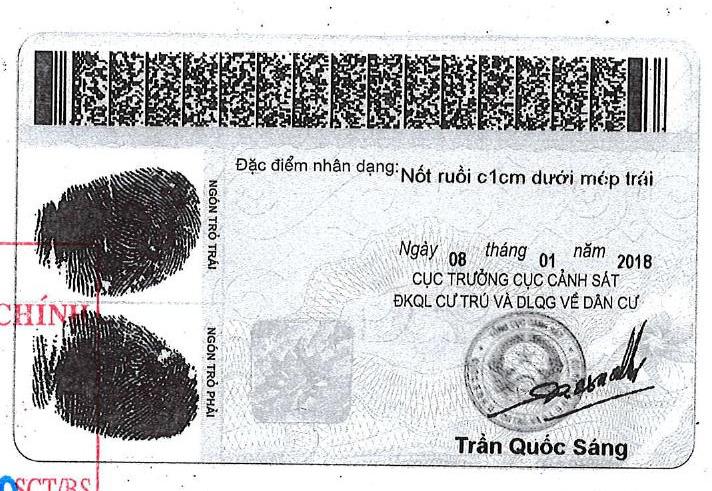 Đặc điểm nhân dạng: Nốt ruồi c1cm dưới mép trái
NGÓN TRỎ TRÁI
Ngày 08 tháng 01 năm 2018
CỤC TRƯỞNG CỤC CẢNH SÁT
ĐKQL CƯ TRÚ VÀ DLQG VỀ DÂN CƯ
CHÍNH
NGÓN TRỎ PHẢI
Trần Quốc Sáng
SCT/BS